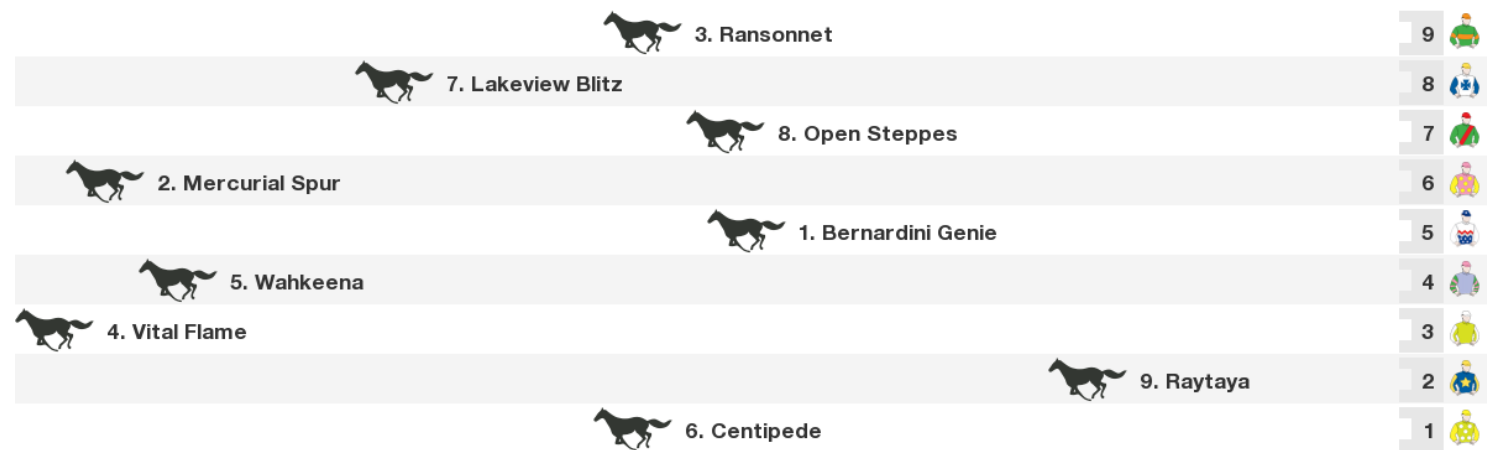 3. Ransonnet 9
7. Lakeview Blitz 8
8. Open Steppes 7
2. Mercurial Spur 6
1. Bernardini Genie 5
5. Wahkeena 4
4. Vital Flame 3
9. Raytaya 2
6. Centipede 1